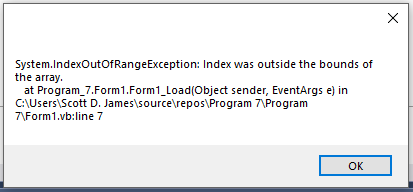 System.IndexOutOfRangeException: Index was outside the bounds of
the array.
at Program_7.Form1.Form1_Load(Object sender, EventArgs e) in
C:\Users\Scott D. James\source\repos\Program 7\Program
7\Form1.vb:line 7
OK